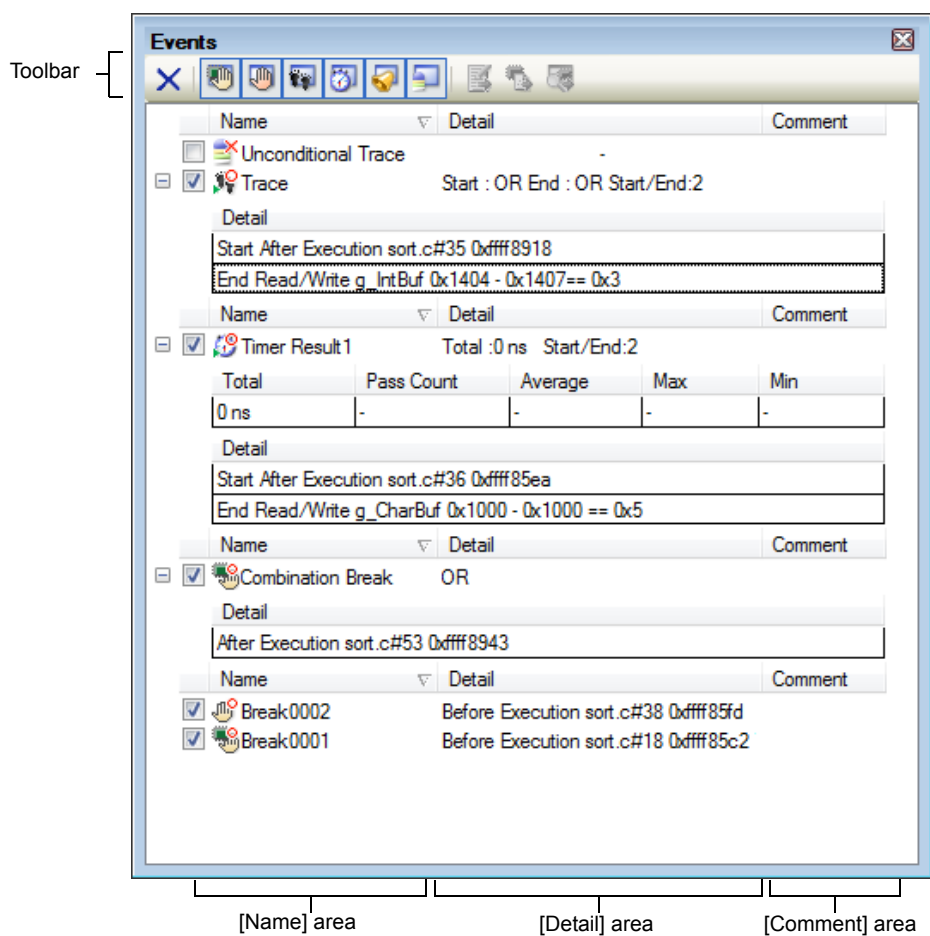 Events
Toolbar
Name Detail Comment
Unconditional Trace -
Trace Start : OR End : OR Start/End:2
Detail
Start After Execution sort.c#35 0xffff8918
End Read/Write g_IntBuf 0x1404 - 0x1407== 0x3
Name Detail Comment
Timer Result1 Total :0 ns Start/End:2
Total Pass Count Average Max Min
0 ns - - - -
Detail
Start After Execution sort.c#36 0xffff85ea
End Read/Write g_CharBuf 0x1000 - 0x1000 == 0x5
Name Detail Comment
Combination Break OR
Detail
After Execution sort.c#53 0xffff8943
Name Detail Comment
Break0002 Before Execution sort.c#38 0xffff85fd
Break0001 Before Execution sort.c#18 0xffff85c2
[Name] area [Detail] area [Comment] area